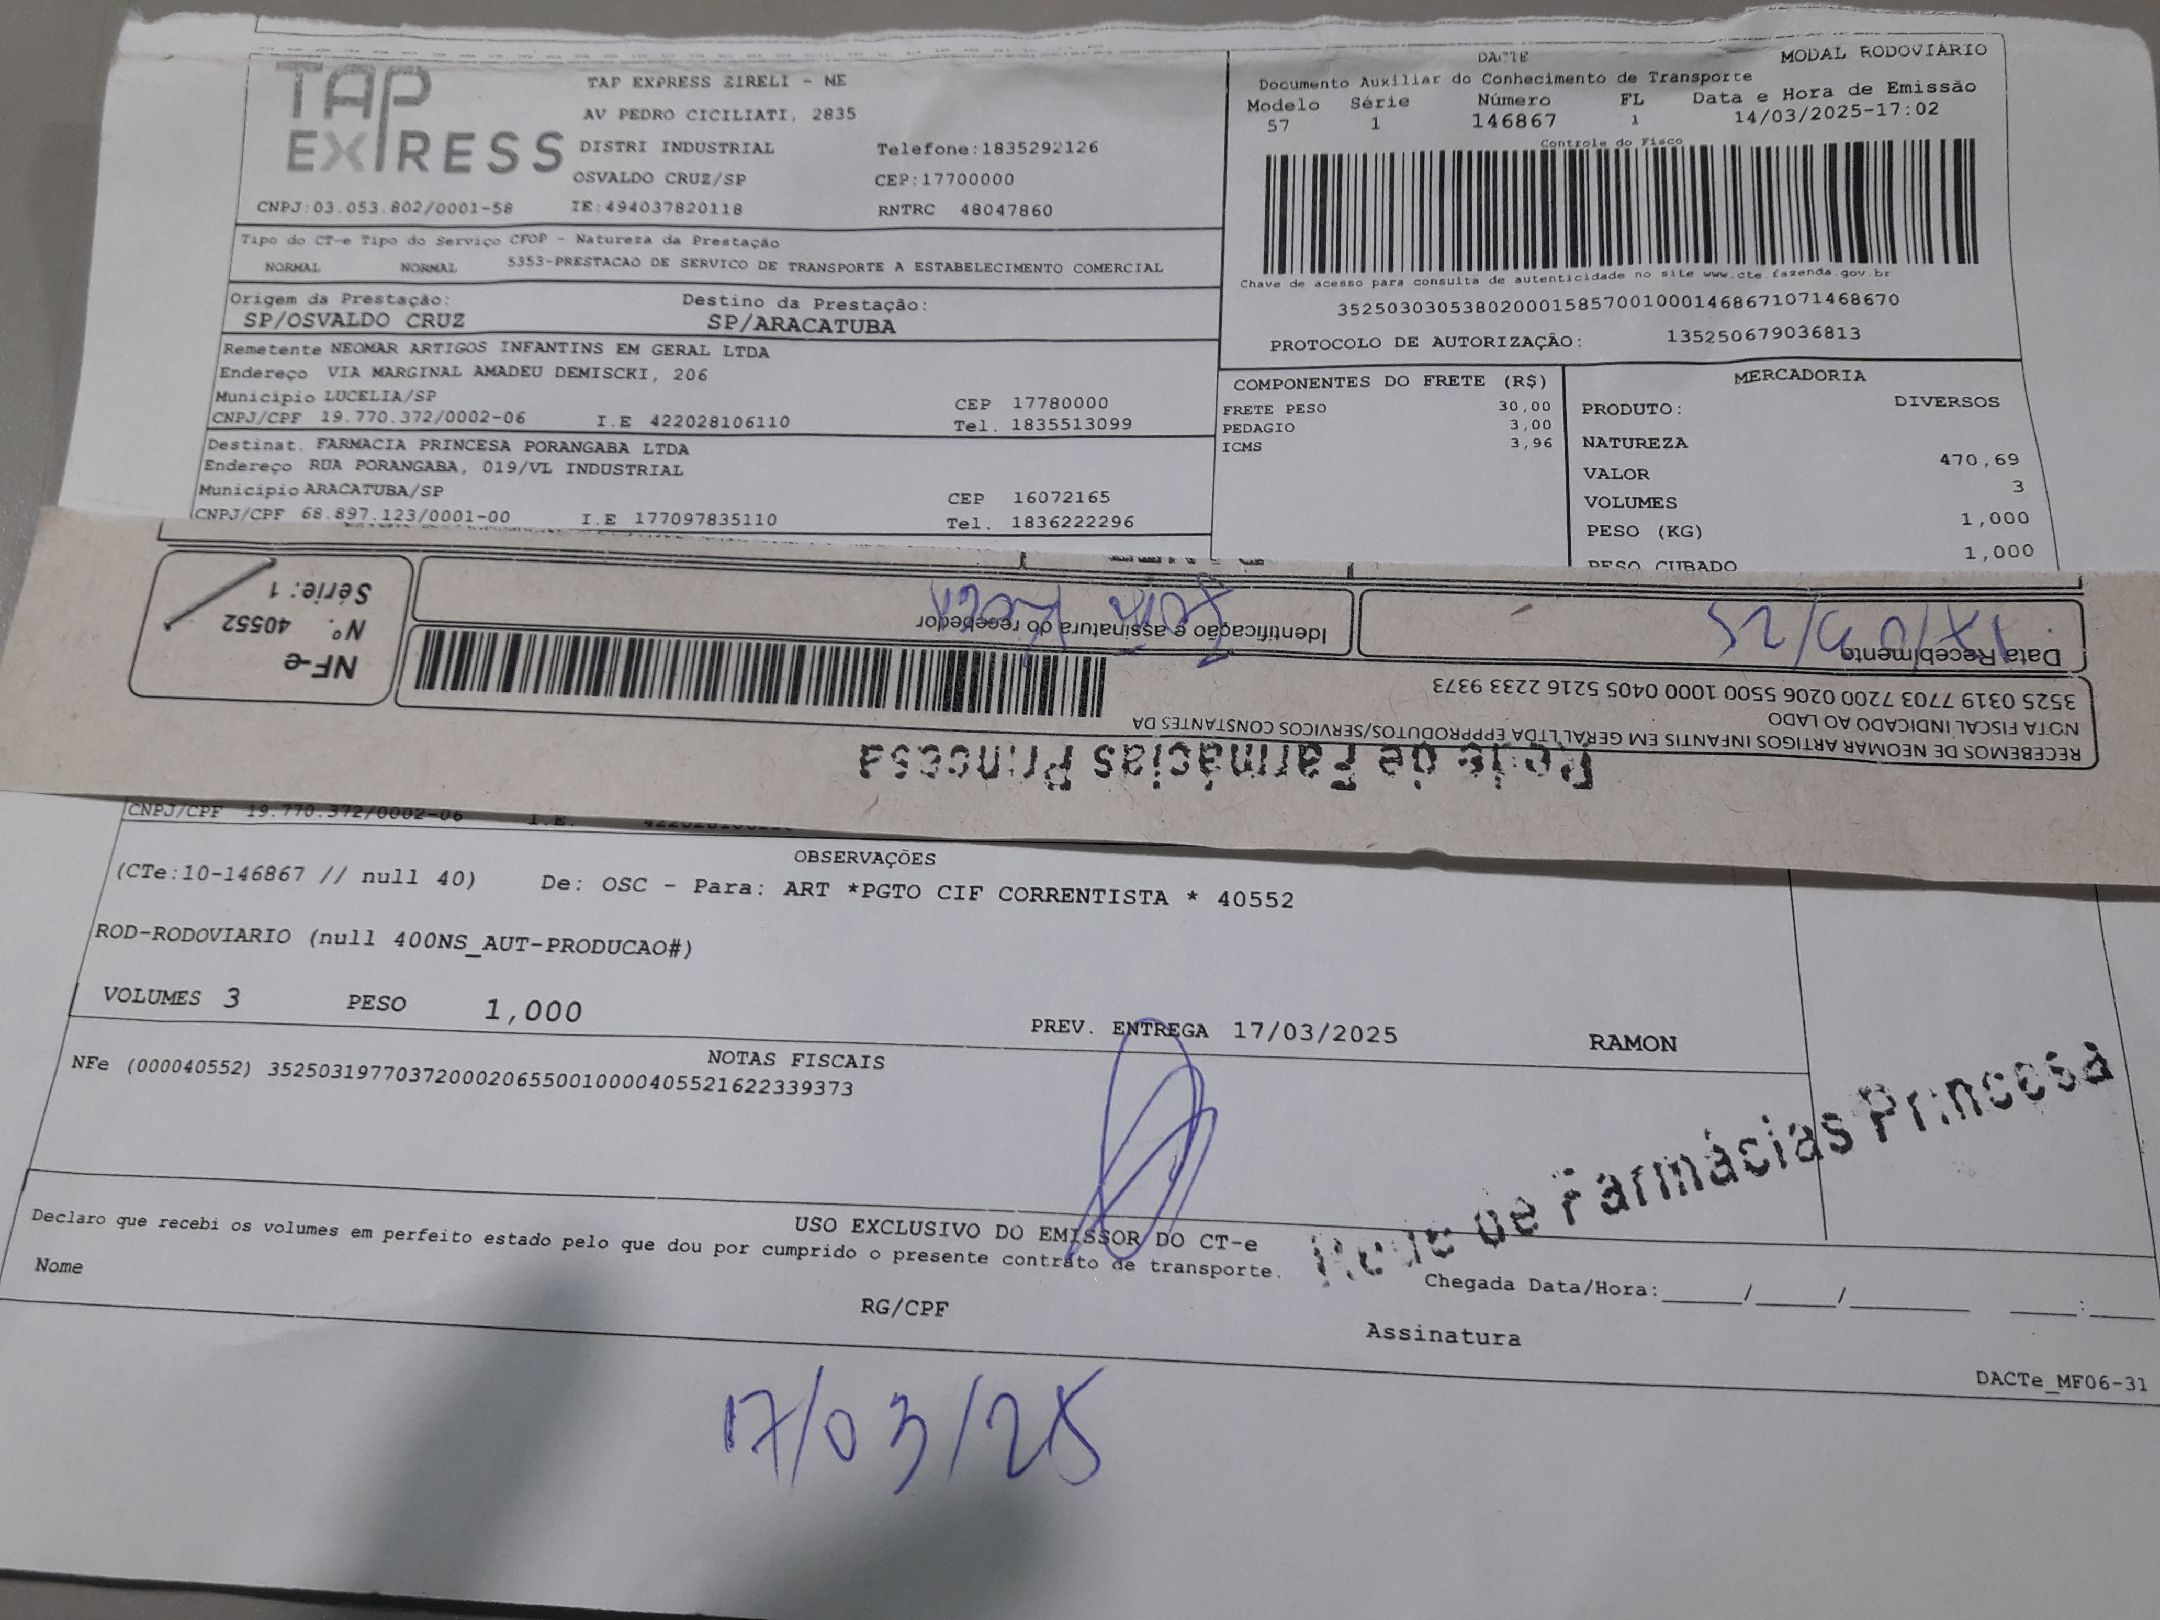 TAP EXPRESS
TAP EXPRESS EIRELI - ME
AV PEDRO CICILIATI, 2835
DISTRI INDUSTRIAL Telefone:1835292126
OSVALDO CRUZ/SP CEP:17700000
CNPJ:03.053.802/0001-58 IE:494037820118 RNTRC 48047860
DACTE MODAL RODOVIÁRIO
Documento Auxiliar do Conhecimento de Transporte
Modelo Série Número FL Data e Hora de Emissão
57 1 146867 1 14/03/2025-17:02
Controle do Fisco
Chave de acesso para consulta de autenticidade no site www.cte.fazenda.gov.br
35250303053802000158570010001468671071468670
PROTOCOLO DE AUTORIZAÇÃO: 135250679036813
Tipo do CT-e Tipo do Serviço CFOP - Natureza da Prestação
NORMAL NORMAL 5353-PRESTACAO DE SERVICO DE TRANSPORTE A ESTABELECIMENTO COMERCIAL
Origem da Prestação: Destino da Prestação:
SP/OSVALDO CRUZ SP/ARACATUBA
Remetente NEOMAR ARTIGOS INFANTINS EM GERAL LTDA
Endereço VIA MARGINAL AMADEU DEMISCKI, 206
Municipio LUCELIA/SP CEP 17780000
CNPJ/CPF 19.770.372/0002-06 I.E 422028106110 Tel. 1835513099
Destinat. FARMACIA PRINCESA PORANGABA LTDA
Endereço RUA PORANGABA, 019/VL INDUSTRIAL
Municipio ARACATUBA/SP CEP 16072165
CNPJ/CPF 68.897.123/0001-00 I.E 177097835110 Tel. 1836222296
COMPONENTES DO FRETE (R$)
FRETE PESO 30,00
PEDAGIO 3,00
ICMS 3,96
MERCADORIA
PRODUTO: DIVERSOS
NATUREZA
VALOR 470,69
VOLUMES 3
PESO (KG) 1,000
PESO CUBADO 1,000
Rede de Farmácias Princesa
RECEBEMOS DE NEOMAR ARTIGOS INFANTIS EM GERAL LTDA EPPPRODUTOS/SERVICOS CONSTANTES DA
NOTA FISCAL INDICADO AO LADO
3525 0319 7703 7200 0206 5500 1000 0405 5216 2233 9373
Data Recebimento 17/03/25
Identificação e assinatura do recebedor
NF-e
Nº. 40552
Série: 1
CNPJ/CPF 19.770.372/0002-06 I.E.
OBSERVAÇÕES
(CTe:10-146867 // null 40) De: OSC - Para: ART *PGTO CIF CORRENTISTA * 40552
ROD-RODOVIARIO (null 400NS_AUT-PRODUCAO#)
VOLUMES 3 PESO 1,000 PREV. ENTREGA 17/03/2025 RAMON
NOTAS FISCAIS
NFe (000040552) 35250319770372000206550010000405521622339373
Rede de Farmácias Princesa
USO EXCLUSIVO DO EMISSOR DO CT-e
Declaro que recebi os volumes em perfeito estado pelo que dou por cumprido o presente contrato de transporte.
Nome RG/CPF Assinatura Chegada Data/Hora:_____/_____/_______ ____:____
DACTe_MF06-31
17/03/25